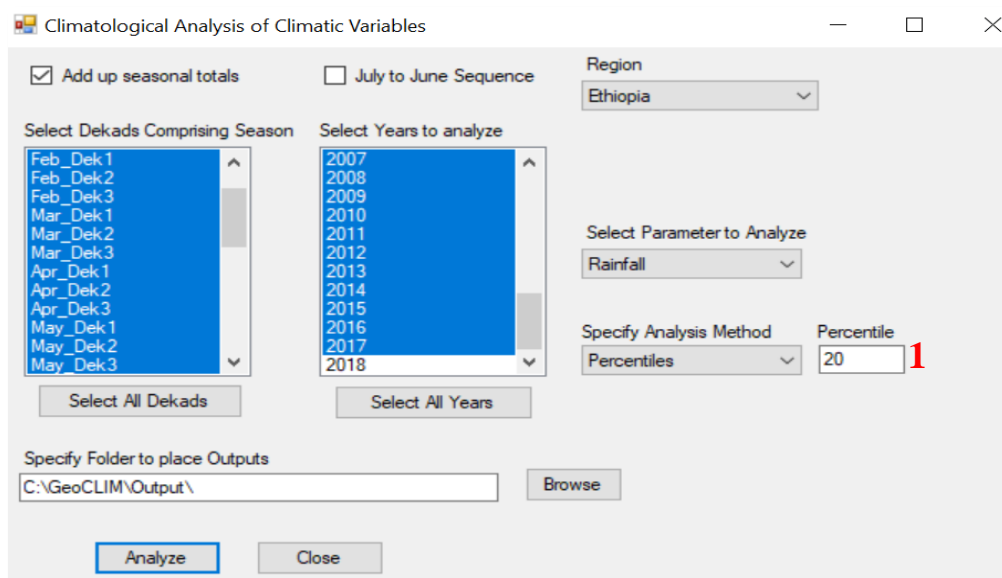 Climatological Analysis of Climatic Variables
Add up seasonal totals
July to June Sequence
Region
Ethiopia
Select Dekads Comprising Season
Feb_Dek1
Feb_Dek2
Feb_Dek3
Mar_Dek1
Mar_Dek2
Mar_Dek3
Apr_Dek1
Apr_Dek2
Apr_Dek3
May_Dek1
May_Dek2
May_Dek3
Select All Dekads
Select Years to analyze
2007
2008
2009
2010
2011
2012
2013
2014
2015
2016
2017
2018
Select All Years
Select Parameter to Analyze
Rainfall
Specify Analysis Method
Percentiles
Percentile
20 1
Specify Folder to place Outputs
C:\GeoCLIM\Output\
Browse
Analyze
Close